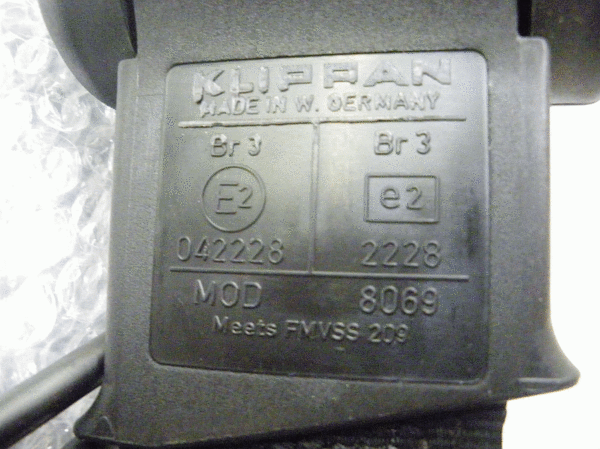 KLIPPAN
MADE IN W. GERMANY
Br 3 Br 3
E2 e2
042228 2228
MOD 8069
Meets FMVSS 209